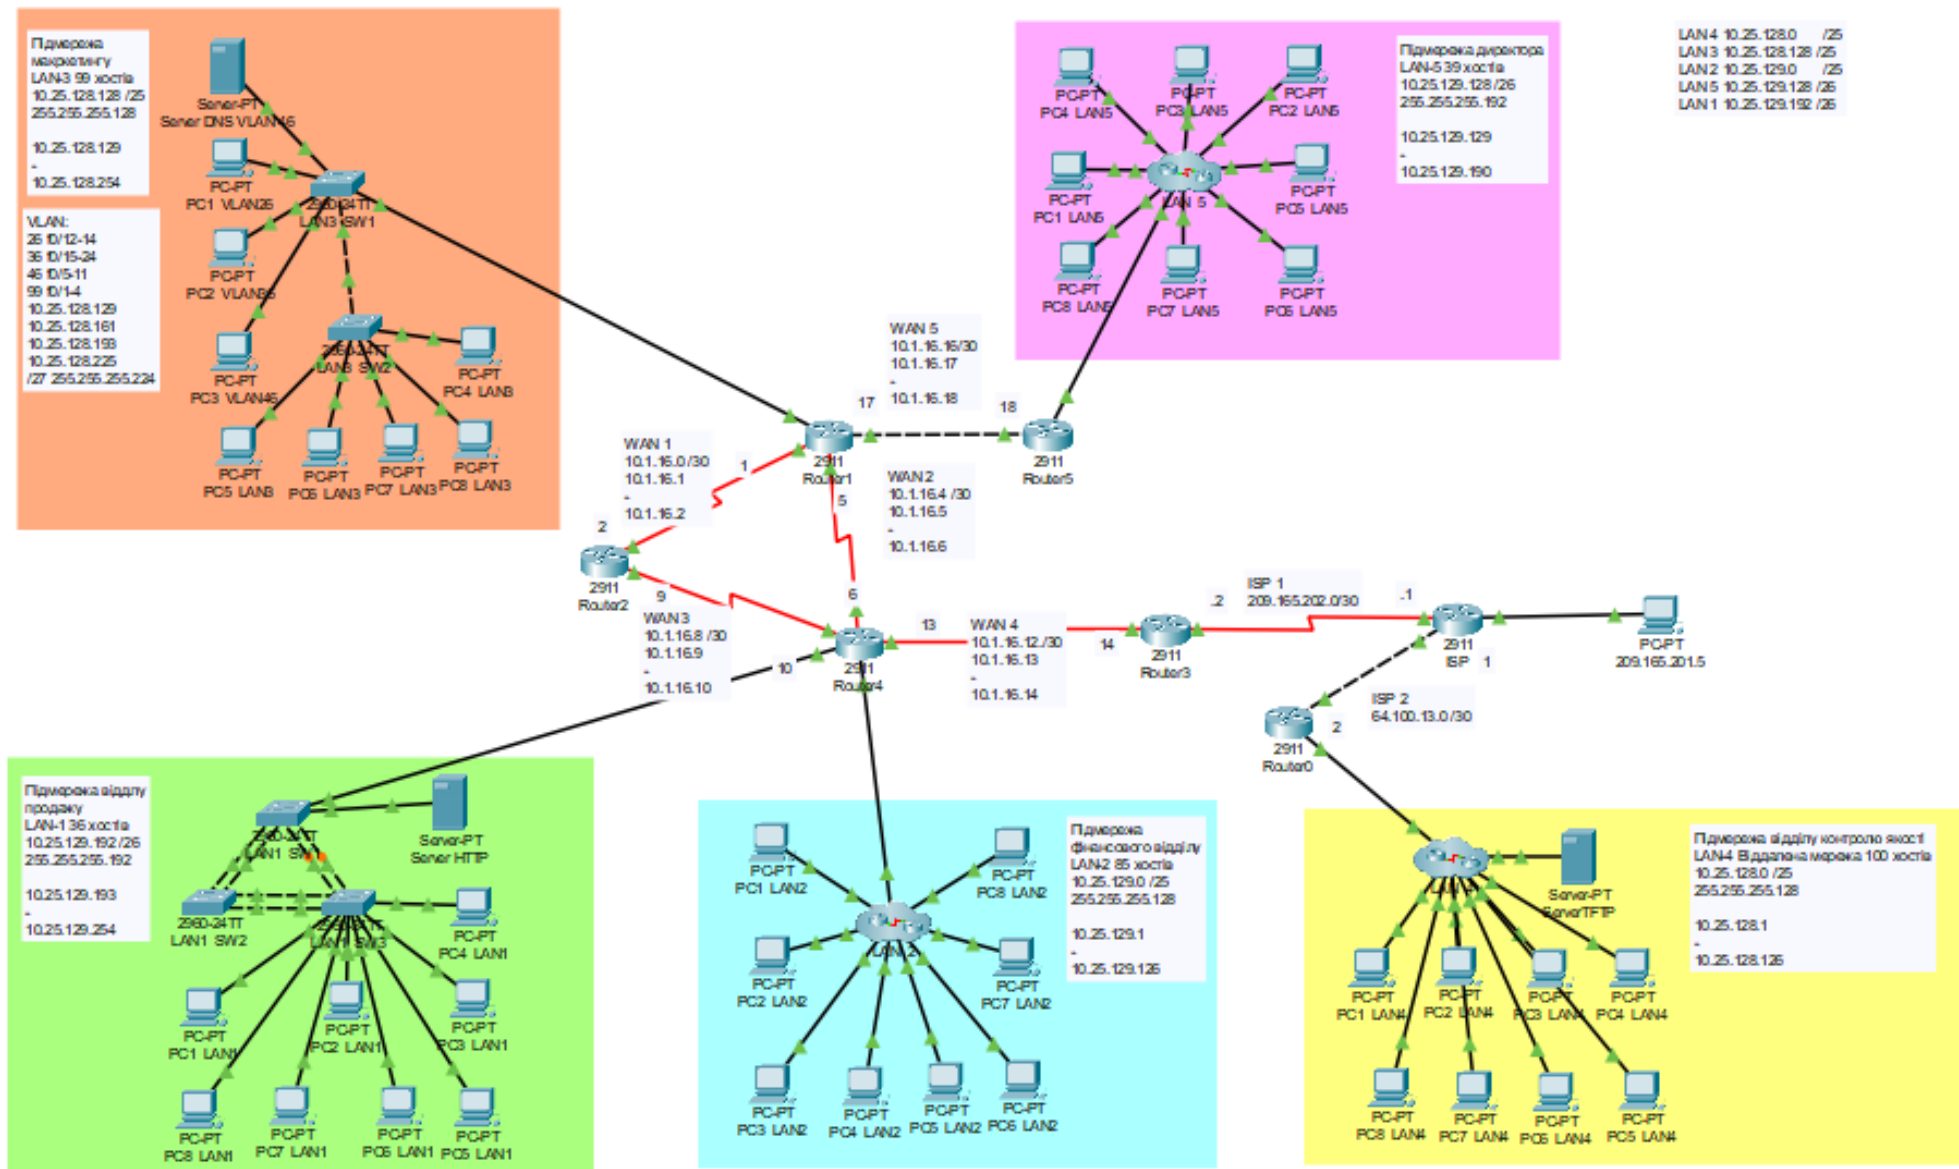 Підмережа
макркетингу
LAN-3 99 хостів
10.25.128.128 /25
255.255.255.128
10.25.128.129
-
10.25.128.254
VLAN:
26 f0/12-14
36 f0/15-24
46 f0/5-11
99 f0/1-4
10.25.128.129
10.25.128.161
10.25.128.193
10.25.128.225
/27 255.255.255.224
Server-PT
Server DNS VLAN46
PC-PT
PC1 VLAN26
2960-24TT
LAN3 SW1
PC-PT
PC2 VLAN36
PC-PT
PC3 VLAN46
2960-24TT
LAN3 SW2
PC-PT
PC4 LAN3
PC-PT
PC5 LAN3
PC-PT
PC6 LAN3
PC-PT
PC7 LAN3
PC-PT
PC8 LAN3
PC-PT
PC4 LAN5
PC-PT
PC3 LAN5
PC-PT
PC2 LAN5
PC-PT
PC1 LAN5
LAN 5
PC-PT
PC5 LAN5
PC-PT
PC8 LAN5
PC-PT
PC7 LAN5
PC-PT
PC6 LAN5
Підмережа директора
LAN-5 39 хостів
10.25.129.128/26
255.255.255.192
10.25.129.129
-
10.25.129.190
LAN 4 10.25.128.0 /25
LAN 3 10.25.128.128 /25
LAN 2 10.25.129.0 /25
LAN 5 10.25.129.128 /26
LAN 1 10.25.129.192 /26
WAN 5
10.1.16.16/30
10.1.16.17
-
10.1.16.18
17
18
2911
Router1
2911
Router5
WAN 1
10.1.16.0/30
10.1.16.1
-
10.1.16.2
1
2
WAN 2
10.1.16.4 /30
10.1.16.5
-
10.1.16.6
5
6
2911
Router2
9
WAN 3
10.1.16.8 /30
10.1.16.9
-
10.1.16.10
10
2911
Router4
13
WAN 4
10.1.16.12./30
10.1.16.13
-
10.1.16.14
14
2911
Router3
.2
ISP 1
209.165.202.0/30
.1
2911
ISP
1
PC-PT
209.165.201.5
ISP 2
64.100.13.0/30
2
2911
Router0
Підмережа відділу
продажу
LAN-1 36 хостів
10.25.129.192 /26
255.255.255.192
10.25.129.193
-
10.25.129.254
2960-24TT
Server-PT
Server HTTP
2960-24TT
LAN1 SW2
2960-24TT
LAN1 SW3
PC-PT
PC4 LAN1
PC-PT
PC1 LAN1
PC-PT
PC2 LAN1
PC-PT
PC3 LAN1
PC-PT
PC8 LAN1
PC-PT
PC7 LAN1
PC-PT
PC6 LAN1
PC-PT
PC5 LAN1
PC-PT
PC1 LAN2
PC-PT
PC8 LAN2
LAN 2
PC-PT
PC2 LAN2
PC-PT
PC7 LAN2
PC-PT
PC3 LAN2
PC-PT
PC4 LAN2
PC-PT
PC5 LAN2
PC-PT
PC6 LAN2
Підмережа
фінансового відділу
LAN-2 85 хостів
10.25.129.0 /25
255.255.255.128
10.25.129.1
-
10.25.129.126
Server-PT
ServerTFTP
PC-PT
PC1 LAN4
PC-PT
PC2 LAN4
PC-PT
PC3 LAN4
PC-PT
PC4 LAN4
PC-PT
PC8 LAN4
PC-PT
PC7 LAN4
PC-PT
PC6 LAN4
PC-PT
PC5 LAN4
Підмережа відділу контролю якості
LAN-4 Віддалена мережа 100 хостів
10.25.128.0 /25
255.255.255.128
10.25.128.1
-
10.25.128.126